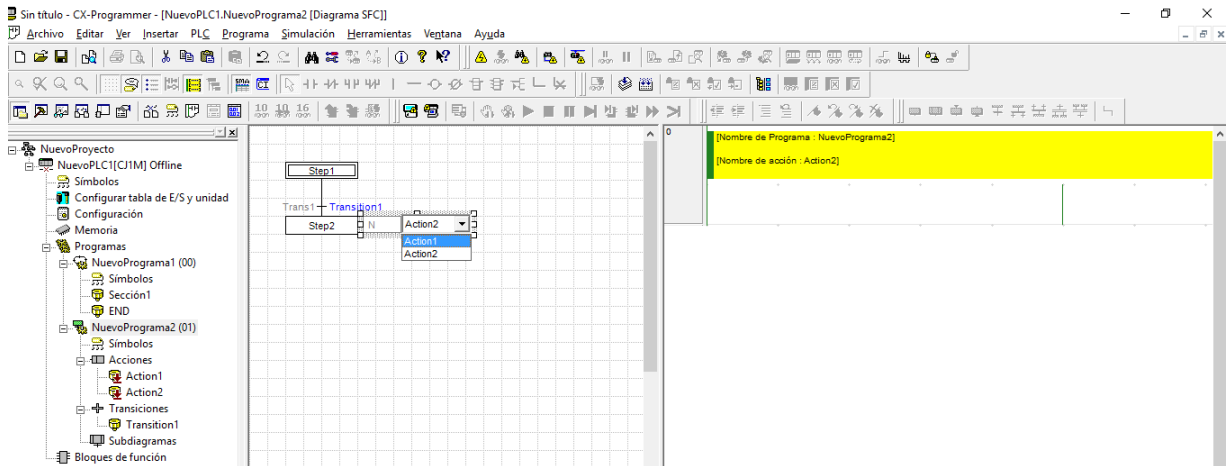 Sin título - CX-Programmer - [NuevoPLC1.NuevoPrograma2 [Diagrama SFC]]
Archivo Editar Ver Insertar PLC Programa Simulación Herramientas Ventana Ayuda
10 10 16
NuevoProyecto
NuevoPLC1[CJ1M] Offline
Símbolos
Configurar tabla de E/S y unidad
Configuración
Memoria
Programas
NuevoPrograma1 (00)
Símbolos
Sección1
END
NuevoPrograma2 (01)
Símbolos
Acciones
Action1
Action2
Transiciones
Transition1
Subdiagramas
Bloques de función
Step1
Trans1 Transition1
Step2 N Action2
Action1
Action2
0
[Nombre de Programa : NuevoPrograma2]
[Nombre de acción : Action2]